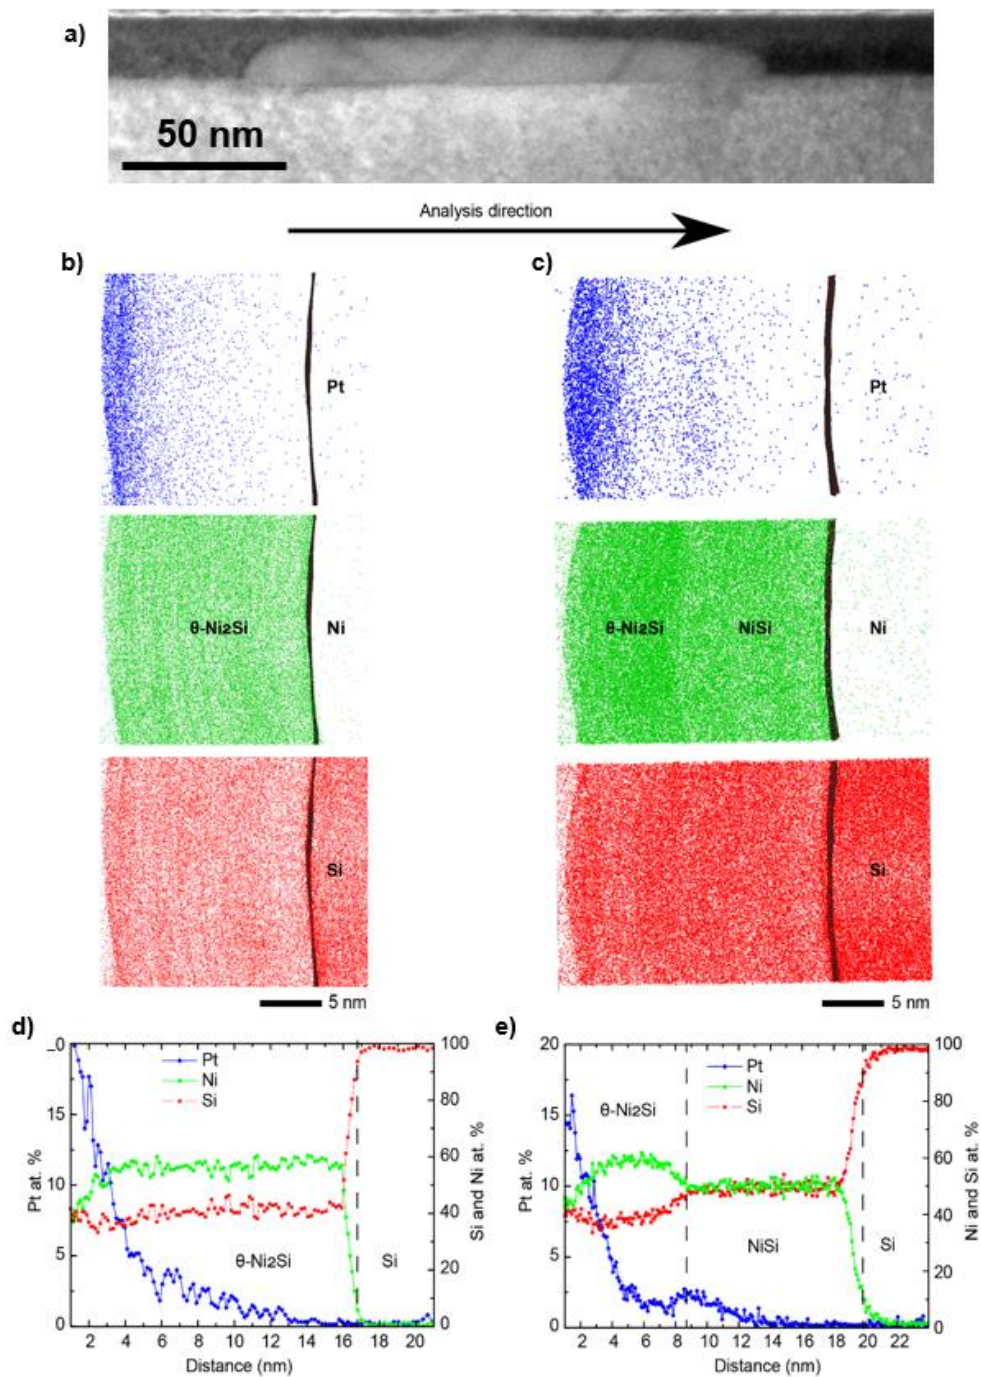 a)
50 nm
Analysis direction
b)
c)
Pt
Pt
θ-Ni2Si
Ni
θ-Ni2Si
NiSi
Ni
Si
Si
5 nm
5 nm
d)
e)
_0
15
10
5
0
Pt at. %
Pt
Ni
Si
θ-Ni2Si
Si
100
80
60
40
20
0
Si and Ni at. %
2 4 6 8 10 12 14 16 18 20
Distance (nm)
20
15
10
5
0
Pt at. %
Pt
Ni
Si
θ-Ni2Si
NiSi
Si
100
80
60
40
20
0
Ni and Si at. %
2 4 6 8 10 12 14 16 18 20 22
Distance (nm)